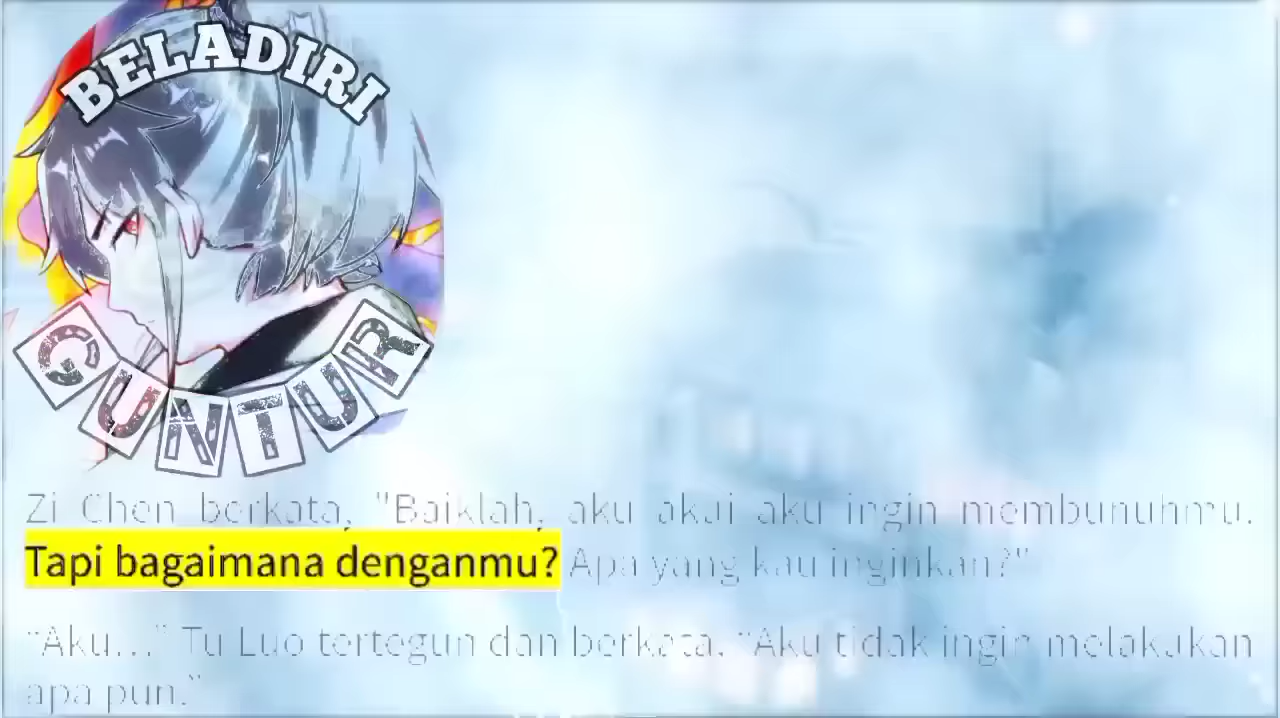 BELADIRI
GUNTUR
Zi Chen berkata, "Baiklah, aku akui aku ingin membunuhmu.
Tapi bagaimana denganmu? Apa yang kau inginkan?"
“Aku...” Tu Luo tertegun dan berkata, “Aku tidak ingin melakukan
apa pun.”